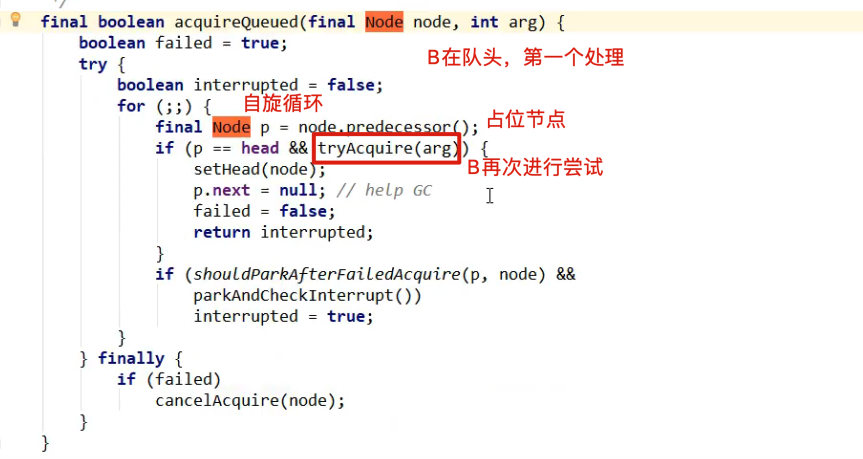 */
final boolean acquireQueued(final Node node, int arg) {
boolean failed = true;
B在队头，第一个处理
try {
boolean interrupted = false;
for (;;) {
自旋循环
final Node p = node.predecessor();
占位节点
if (p == head && tryAcquire(arg)) {
B再次进行尝试
setHead(node);
p.next = null; // help GC
failed = false;
return interrupted;
}
if (shouldParkAfterFailedAcquire(p, node) &&
parkAndCheckInterrupt())
interrupted = true;
}
} finally {
if (failed)
cancelAcquire(node);
}
}